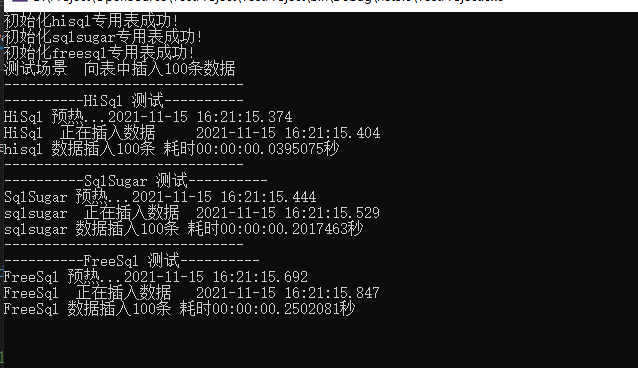 初始化hisql专用表成功!
初始化sqlsugar专用表成功!
初始化freesql专用表成功!
测试场景  向表中插入100条数据
------------------------------
----------HiSql 测试----------
HiSql 预热...2021-11-15 16:21:15.374
HiSql  正在插入数据     2021-11-15 16:21:15.404
hisql 数据插入100条 耗时00:00:00.0395075秒
------------------------------
----------SqlSugar 测试----------
SqlSugar 预热...2021-11-15 16:21:15.444
sqlsugar  正在插入数据  2021-11-15 16:21:15.529
sqlsugar 数据插入100条 耗时00:00:00.2017463秒
------------------------------
----------FreeSql 测试----------
FreeSql 预热...2021-11-15 16:21:15.692
FreeSql  正在插入数据   2021-11-15 16:21:15.847
FreeSql 数据插入100条 耗时00:00:00.2502081秒